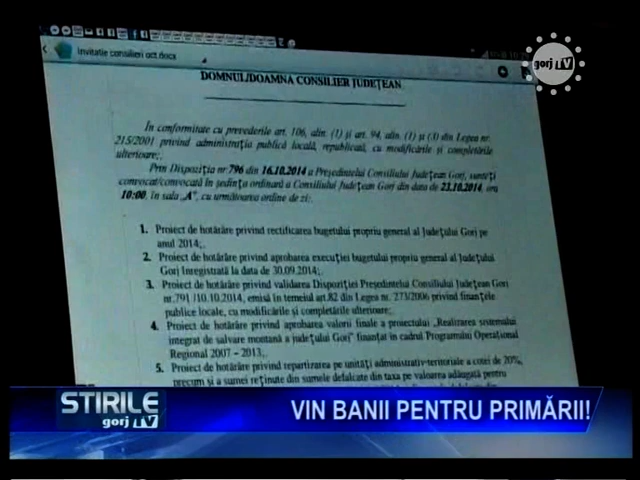 Invitatie consilieri oct.docx
gorj TV
DOMNUL/DOAMNA CONSILIER JUDEȚEAN
În conformitate cu prevederile art. 106, alin. (1) și art. 94, alin. (1) și (3) din Legea nr.
215/2001 privind administrația publică locală, republicată, cu modificările și completările
ulterioare;.
Prin Dispoziția nr. 796 din 16.10.2014 a Președintelui Consiliului Județean Gorj, sunteți
convocat/convocată în ședința ordinară a Consiliului Județean Gorj din data de 23.10.2014, ora
10:00, în sala „A”, cu următoarea ordine de zi:.
1. Proiect de hotărâre privind rectificarea bugetului propriu general al Județului Gorj pe
anul 2014;.
2. Proiect de hotărâre privind aprobarea execuției bugetului propriu general al Județului
Gorj înregistrată la data de 30.09.2014;.
3. Proiect de hotărâre privind validarea Dispoziției Președintelui Consiliului Județean Gorj
nr.791 /10.10.2014, emisă în temeiul art.82 din Legea nr. 273/2006 privind finanțele
publice locale, cu modificările și completările ulterioare;.
4. Proiect de hotărâre privind aprobarea valorii finale a proiectului „Realizarea sistemului
integrat de salvare montană a județului Gorj” finanțat în cadrul Programului Operațional
Regional 2007 – 2013;.
5. Proiect de hotărâre privind repartizarea pe unități administrativ-teritoriale a cotei de 20%,
precum și a sumei reținute din sumele defalcate din taxa pe valoarea adăugată pentru
STIRILE
gorj TV
VIN BANII PENTRU PRIMĂRII!